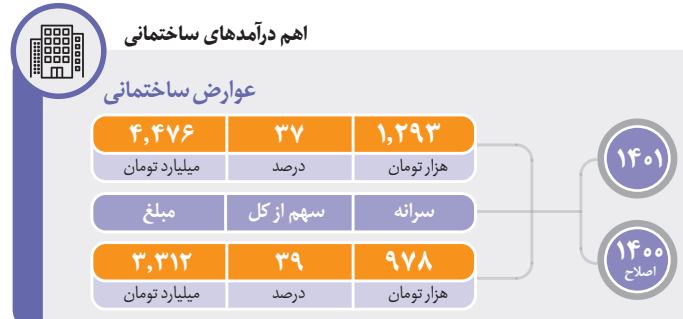 اهم درآمدهای ساختمانی
عوارض ساختمانی
۱۴۰۱
۱,۲۹۳ ۳۷ ۴,۴۷۶
هزار تومان درصد میلیارد تومان
سرانه سهم از کل مبلغ
۱۴۰۰
اصلاح
۹۷۸ ۳۹ ۳,۳۱۲
هزار تومان درصد میلیارد تومان